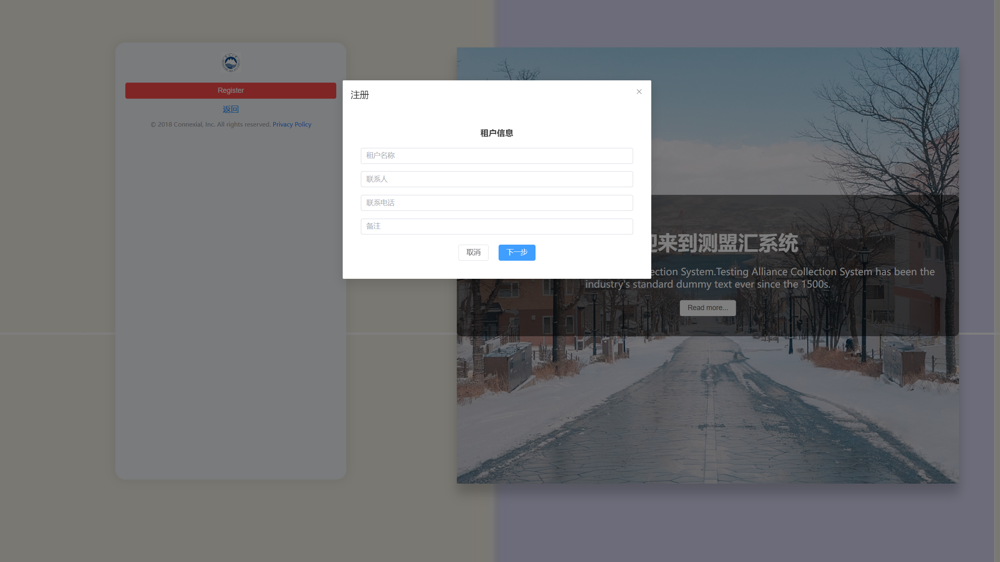 Register
返回
© 2018 Connexial, Inc. All rights reserved. Privacy Policy
注册
租户信息
租户名称
联系人
联系电话
备注
取消
下一步
来到测盟汇系统
System.Testing Alliance Collection System has been the
industry's standard dummy text ever since the 1500s.
Read more...